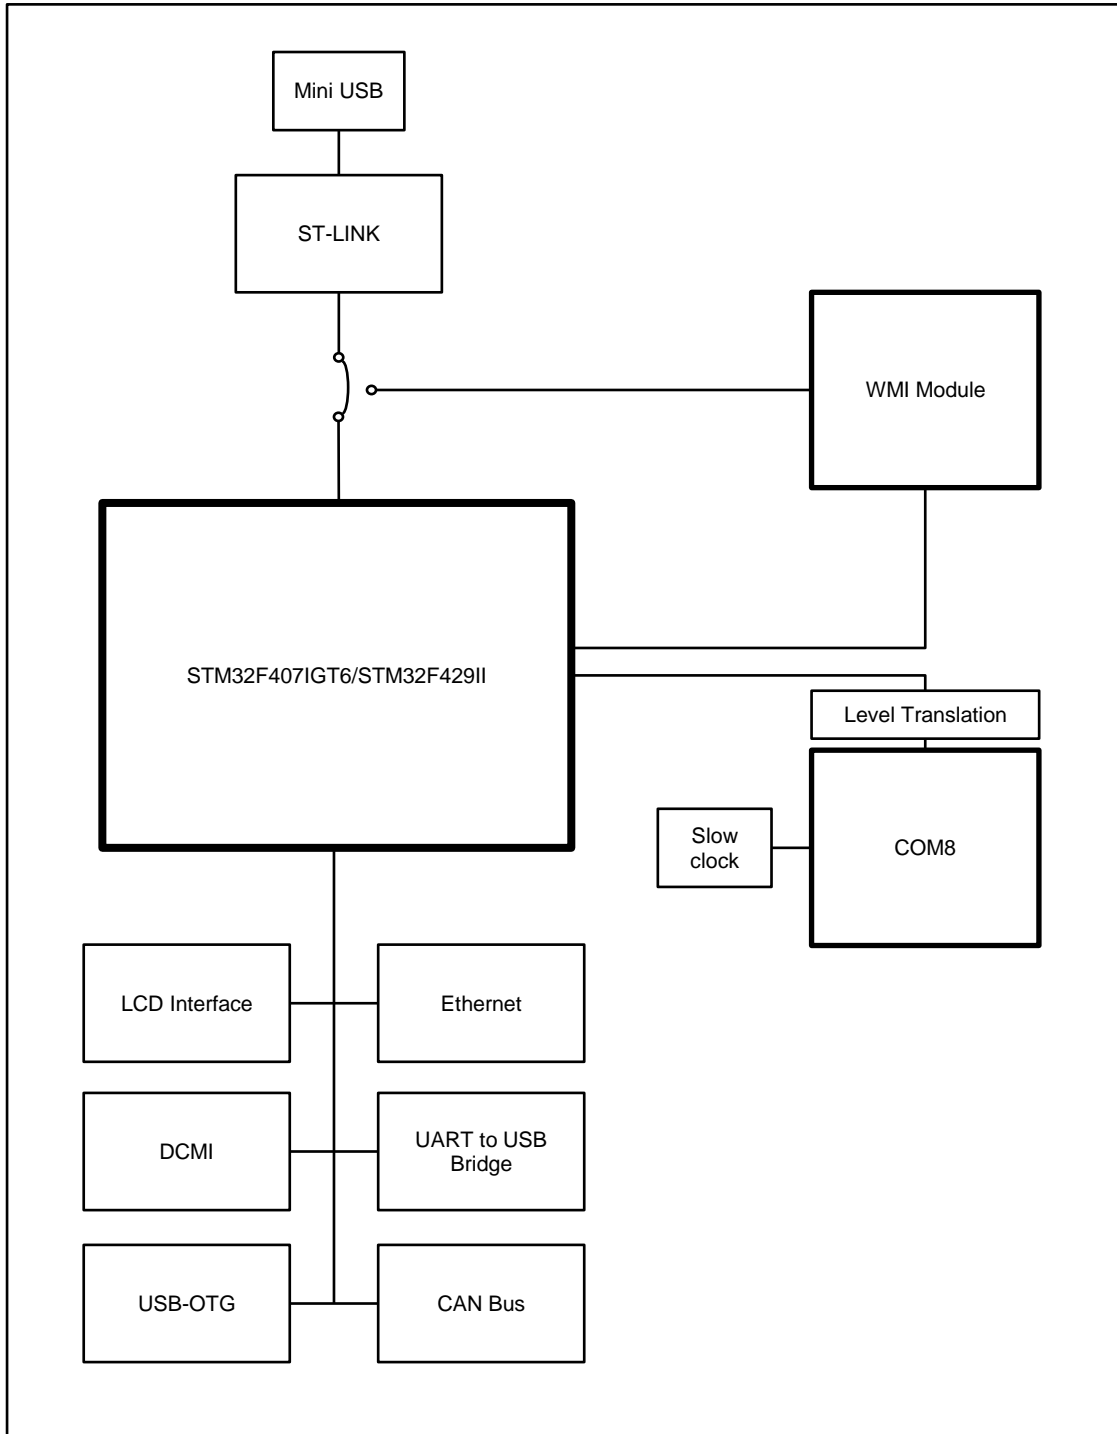 Mini USB
ST-LINK
WMI Module
STM32F407IGT6/STM32F429II
Level Translation
Slow
clock
COM8
LCD Interface
Ethernet
DCMI
UART to USB
Bridge
USB-OTG
CAN Bus